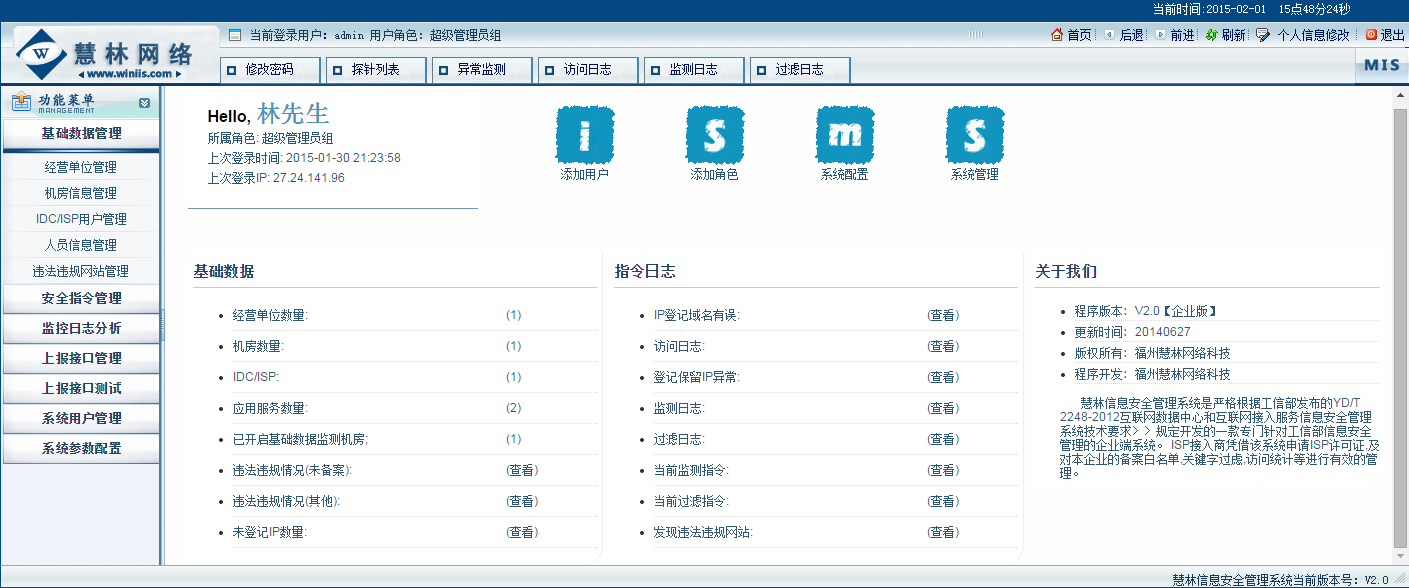 当前时间:2015-02-01 15点48分24秒
W 慧林网络
www.winiis.com
当前登录用户: admin 用户角色: 超级管理员组
首页 后退 前进 刷新 个人信息修改 退出
修改密码 探针列表 异常监测 访问日志 监测日志 过滤日志
MIS
功能菜单
MANAGEMENT
基础数据管理
经营单位管理
机房信息管理
IDC/ISP用户管理
人员信息管理
违法违规网站管理
安全指令管理
监控日志分析
上报接口管理
上报接口测试
系统用户管理
系统参数配置
Hello, 林先生
所属角色: 超级管理员组
上次登录时间: 2015-01-30 21:23:58
上次登录IP: 27.24.141.96
i S m S
添加用户 添加角色 系统配置 系统管理
基础数据
经营单位数量: (1)
机房数量: (1)
IDC/ISP: (1)
应用服务数量: (2)
已开启基础数据监测机房; (1)
违法违规情况(未备案): (查看)
违法违规情况(其他): (查看)
未登记IP数量: (查看)
指令日志
IP登记域名有误: (查看)
访问日志: (查看)
登记保留IP异常: (查看)
监测日志: (查看)
过滤日志: (查看)
当前监测指令: (查看)
当前过滤指令: (查看)
发现违法违规网站: (查看)
关于我们
程序版本: V2.0【企业版】
更新时间: 20140627
版权所有: 福州慧林网络科技
程序开发: 福州慧林网络科技
慧林信息安全管理系统是严格根据工信部发布的YD/T
2248-2012互联网数据中心和互联网接入服务信息安全管理
系统技术要求> > 规定开发的一款专门针对工信部信息安全
管理的企业端系统。 ISP接入商凭借该系统申请ISP许可证,及
对本企业的备案白名单,关键字过虑,访问统计等进行有效的管
理。
慧林信息安全管理系统当前版本号: V2.0